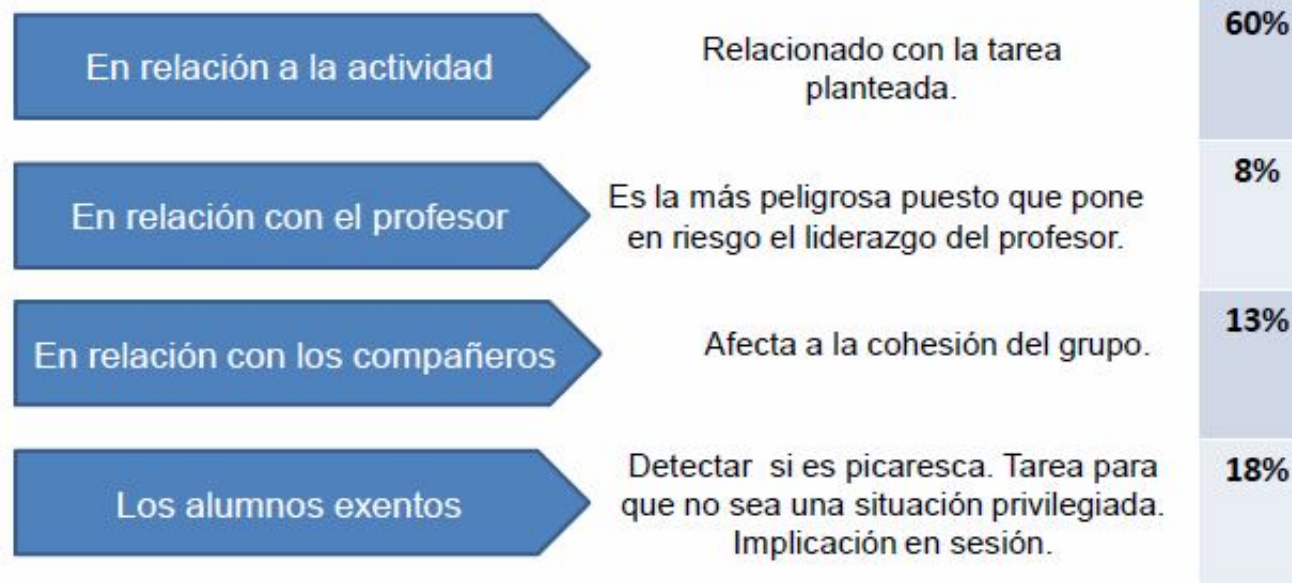 En relación a la actividad
Relacionado con la tarea
planteada.
60%
En relación con el profesor
Es la más peligrosa puesto que pone
en riesgo el liderazgo del profesor.
8%
En relación con los compañeros
Afecta a la cohesión del grupo.
13%
Los alumnos exentos
Detectar si es picaresca. Tarea para
que no sea una situación privilegiada.
Implicación en sesión.
18%